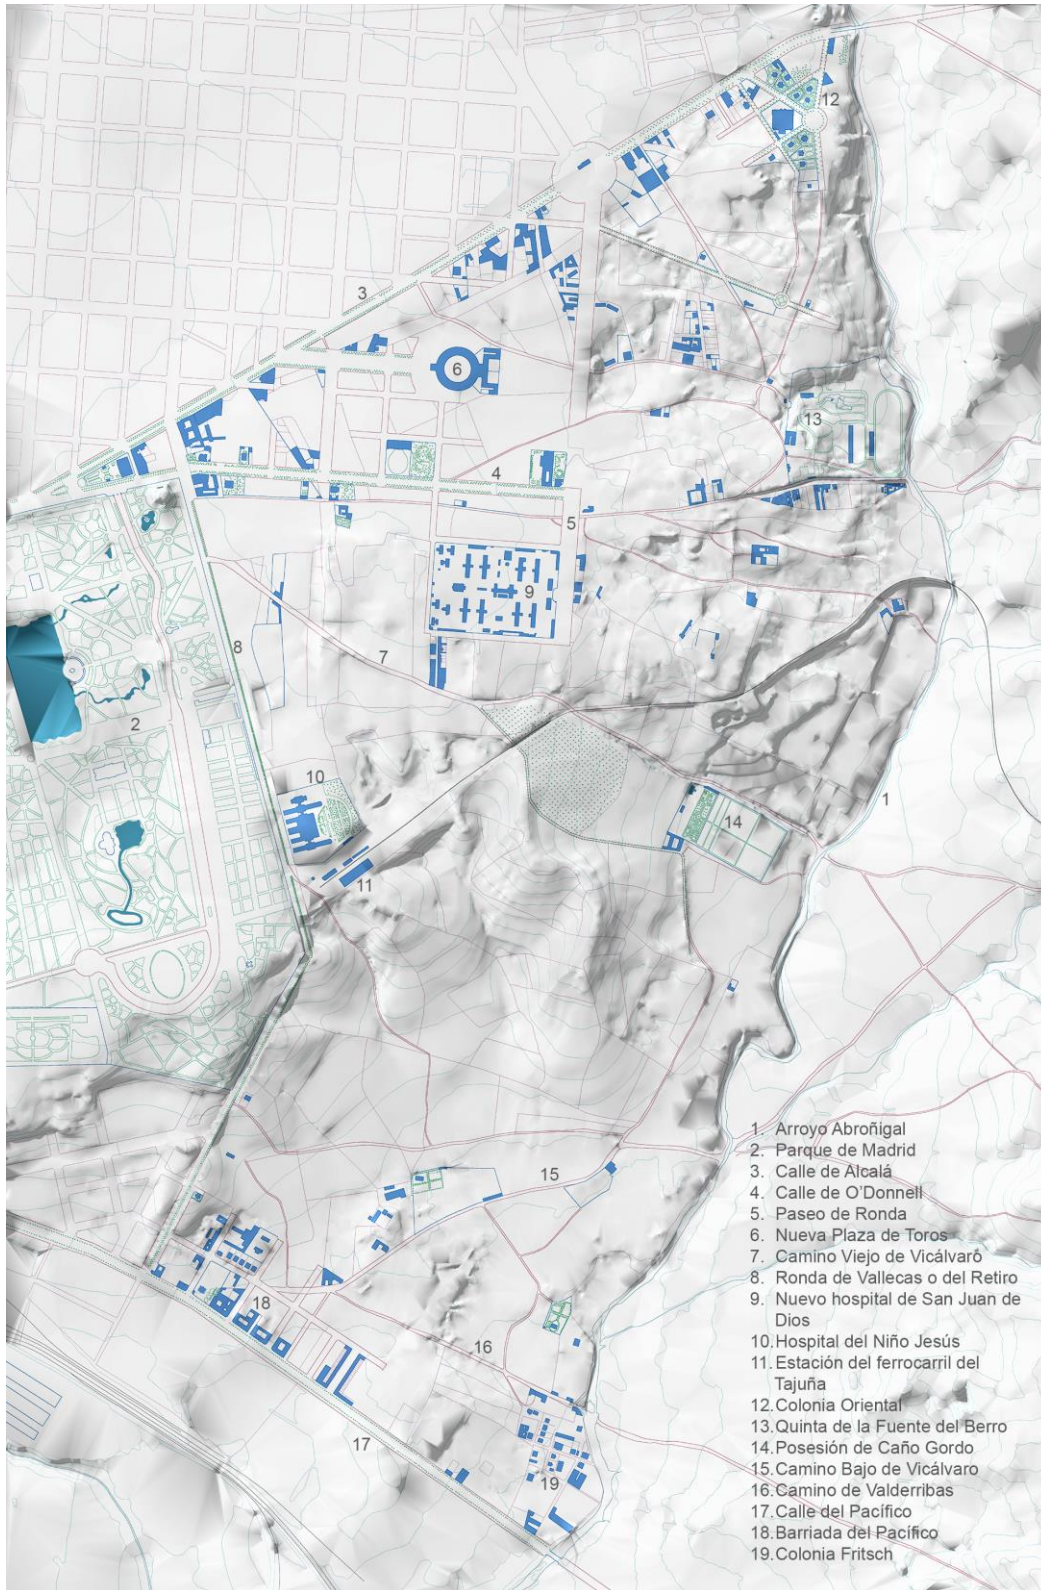 12
3
6
13
4
5
9
8
7
2
10
1
14
11
15
18
16
17
19
1. Arroyo Abroñigal
2. Parque de Madrid
3. Calle de Alcalá
4. Calle de O'Donnell
5. Paseo de Ronda
6. Nueva Plaza de Toros
7. Camino Viejo de Vicálvaro
8. Ronda de Vallecas o del Retiro
9. Nuevo hospital de San Juan de
Dios
10. Hospital del Niño Jesús
11. Estación del ferrocarril del
Tajuña
12. Colonia Oriental
13. Quinta de la Fuente del Berro
14. Posesión de Caño Gordo
15. Camino Bajo de Vicálvaro
16. Camino de Valderribas
17. Calle del Pacífico
18. Barriada del Pacífico
19. Colonia Fritsch